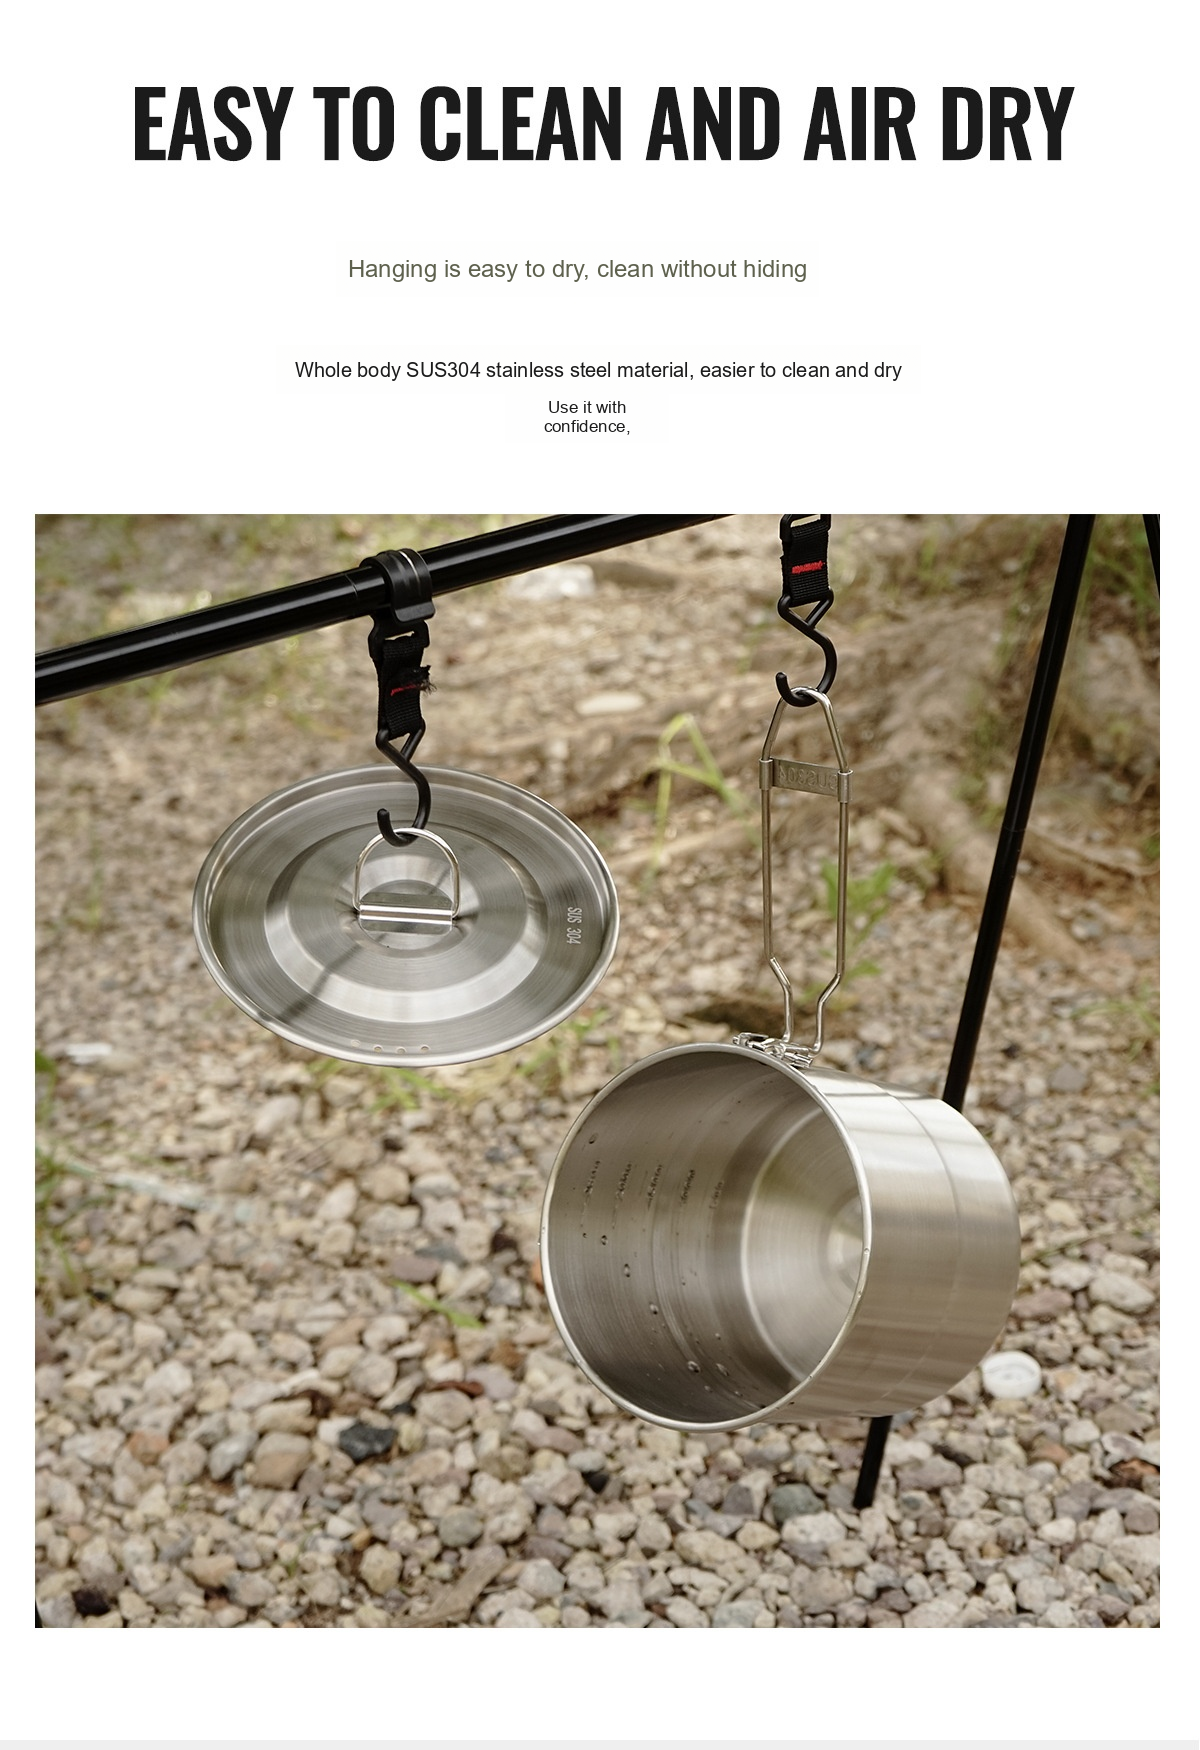 EASY TO CLEAN AND AIR DRY
Hanging is easy to dry, clean without hiding
Whole body SUS304 stainless steel material, easier to clean and dry
Use it with
confidence,
SUS304
SUS 304